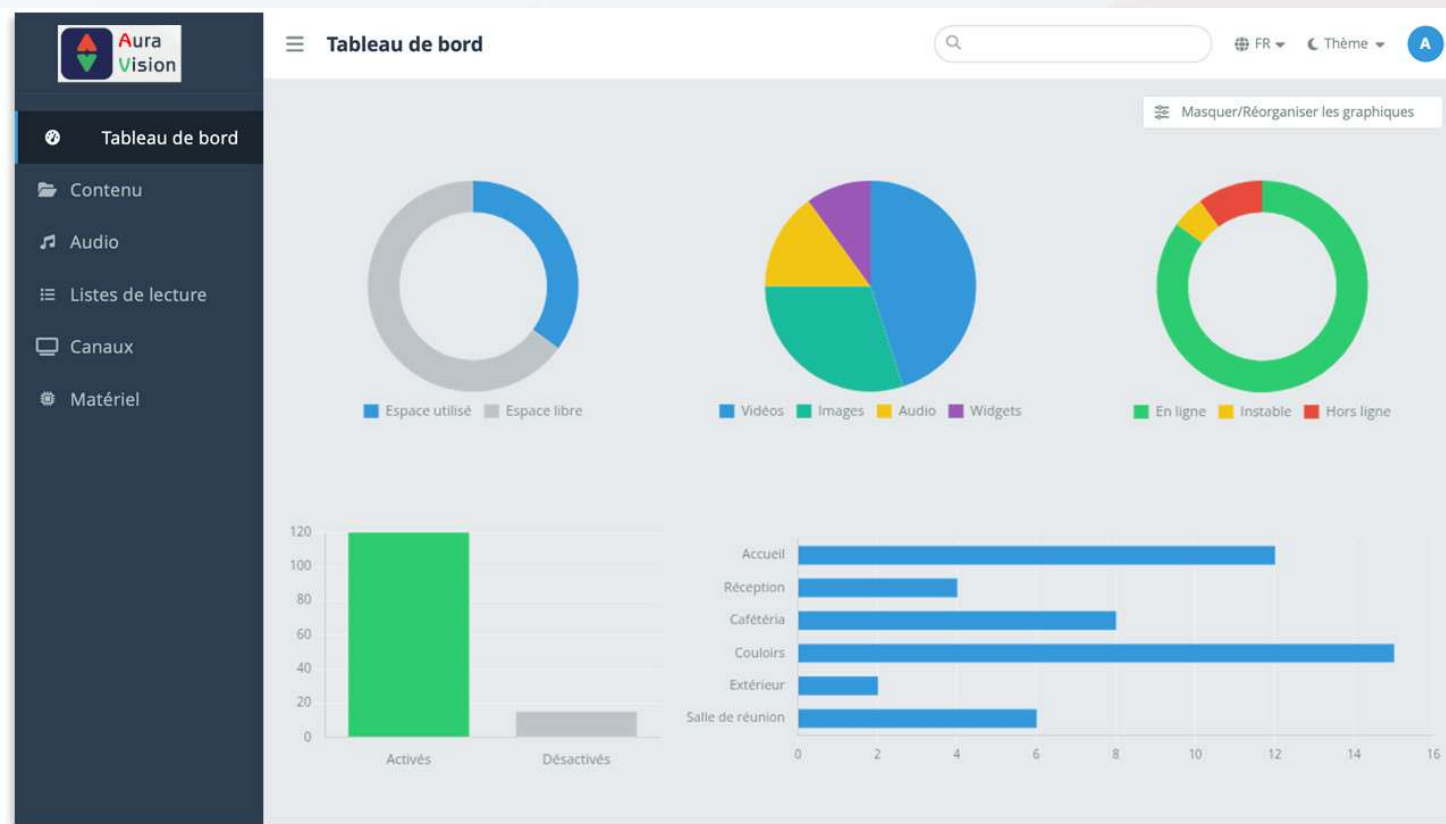 Aura
Vision
Tableau de bord
FR
Thème
A
Masquer/Réorganiser les graphiques
Tableau de bord
Contenu
Audio
Listes de lecture
Canaux
Matériel
Espace utilisé Espace libre
Vidéos Images Audio Widgets
En ligne Instable Hors ligne
120
100
80
60
40
20
0
Activés Désactivés
Accueil
Réception
Cafétéria
Couloirs
Extérieur
Salle de réunion
0 2 4 6 8 10 12 14 16